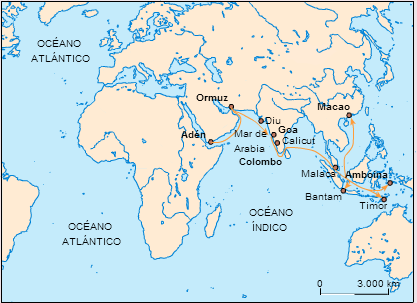 OCÉANO
ATLÁNTICO
Ormuz
Macao
Diu
Adén
Mar de
Arabia
Goa
Calicut
Colombo
Malaca
Amboina
Bantam
Timor
OCÉANO
ATLÁNTICO
OCÉANO
ÍNDICO
0 3.000 km